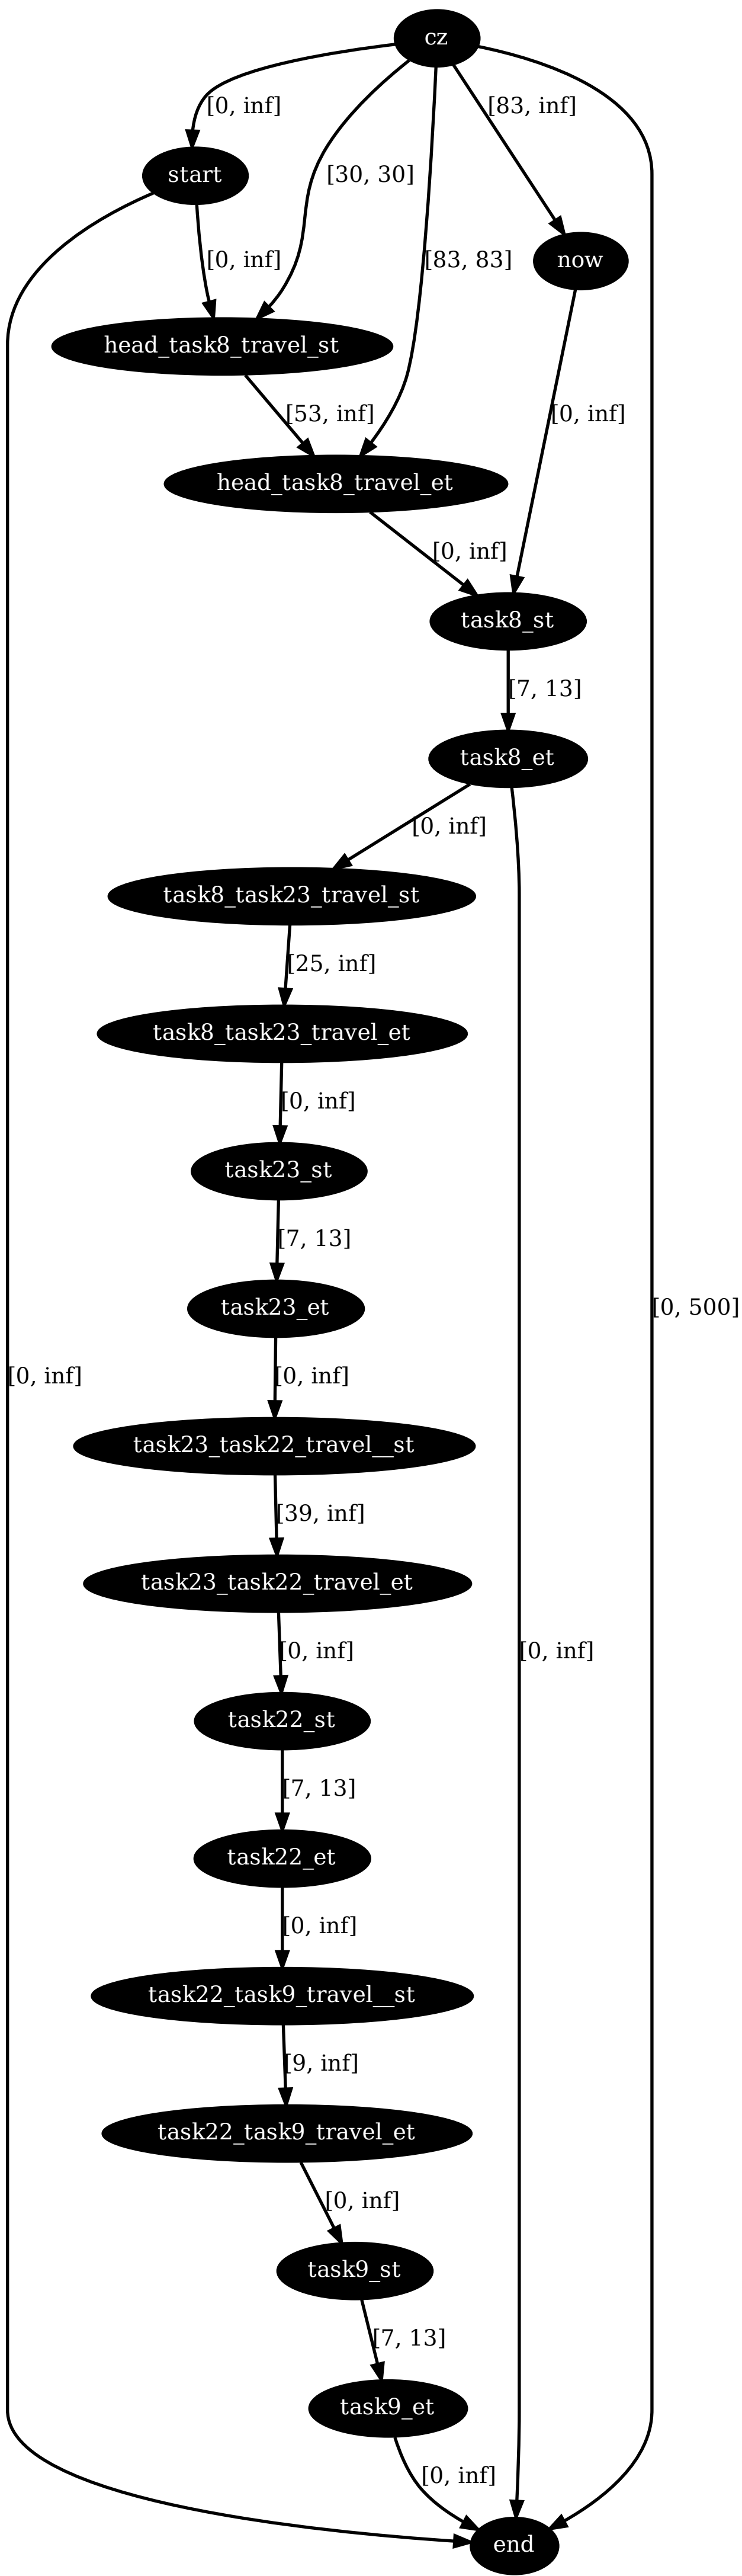 cz
[0, inf]
[83, inf]
start
[30, 30]
now
[0, inf]
[83, 83]
head_task8_travel_st
[53, inf]
[0, inf]
head_task8_travel_et
[0, inf]
task8_st
[7, 13]
task8_et
[0, inf]
task8_task23_travel_st
[25, inf]
task8_task23_travel_et
[0, inf]
task23_st
[7, 13]
task23_et
[0, 500]
[0, inf]
[0, inf]
task23_task22_travel__st
[39, inf]
task23_task22_travel_et
[0, inf]
[0, inf]
task22_st
[7, 13]
task22_et
[0, inf]
task22_task9_travel__st
[9, inf]
task22_task9_travel_et
[0, inf]
task9_st
[7, 13]
task9_et
[0, inf]
end